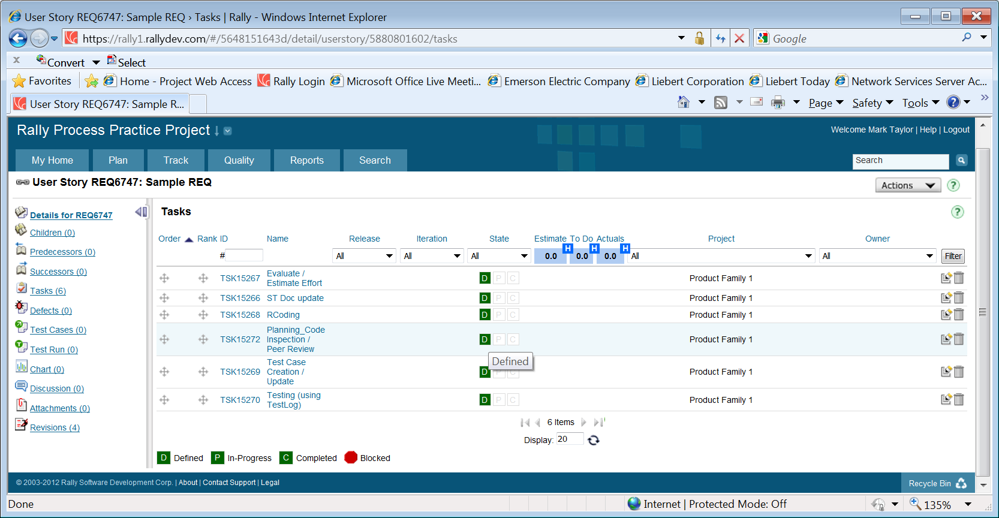 User Story REQ6747: Sample REQ › Tasks | Rally - Windows Internet Explorer
https://rally1.rallydev.com/#/5648151643d/detail/userstory/5880801602/tasks
Google
x Convert Select
Favorites Home - Project Web Access Rally Login Microsoft Office Live Meeti... Emerson Electric Company Liebert Corporation Liebert Today Network Services Server Ac...
User Story REQ6747: Sample R...
Page Safety Tools
Rally Process Practice Project
Welcome Mark Taylor | Help | Logout
My Home Plan Track Quality Reports Search
Search
User Story REQ6747: Sample REQ
Actions ?
Details for REQ6747
Children (0)
Predecessors (0)
Successors (0)
Tasks (6)
Defects (0)
Test Cases (0)
Test Run (0)
Chart (0)
Discussion (0)
Attachments (0)
Revisions (4)
Tasks ?
Order Rank ID Name Release Iteration State Estimate To Do Actuals Project Owner
# All All All 0.0 H 0.0 H 0.0 H All All Filter
TSK15267 Evaluate / Estimate Effort D P C Product Family 1
TSK15266 ST Doc update D P C Product Family 1
TSK15268 RCoding D P C Product Family 1
TSK15272 Planning_Code Inspection / Peer Review D P C Product Family 1
Defined
TSK15269 Test Case Creation / Update D P C Product Family 1
TSK15270 Testing (using TestLog) D P C Product Family 1
6 Items
Display: 20
D Defined P In-Progress C Completed Blocked
© 2003-2012 Rally Software Development Corp. | About | Contact Support | Legal
Recycle Bin
Done
Internet | Protected Mode: Off
135%